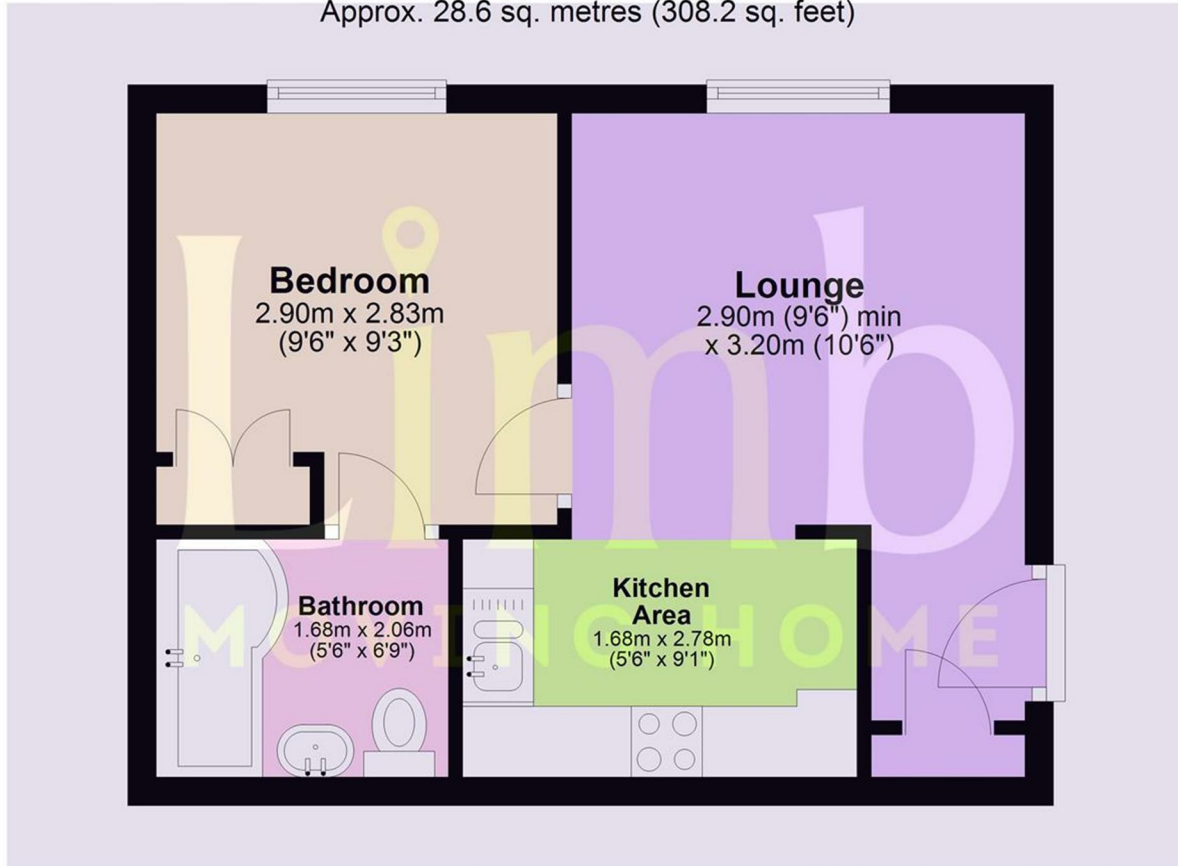 Approx. 28.6 sq. metres (308.2 sq. feet)
Bedroom
2.90m x 2.83m
(9'6" x 9'3")
Lounge
2.90m (9'6") min
x 3.20m (10'6")
Limb
MOVING HOME
Bathroom
1.68m x 2.06m
(5'6" x 6'9")
Kitchen
Area
1.68m x 2.78m
(5'6" x 9'1")